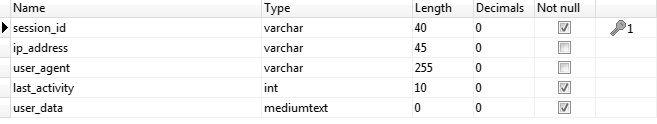 Name Type Length Decimals Not null
session_id varchar 40 0 1
ip_address varchar 45 0
user_agent varchar 255 0
last_activity int 10 0
user_data mediumtext 0 0